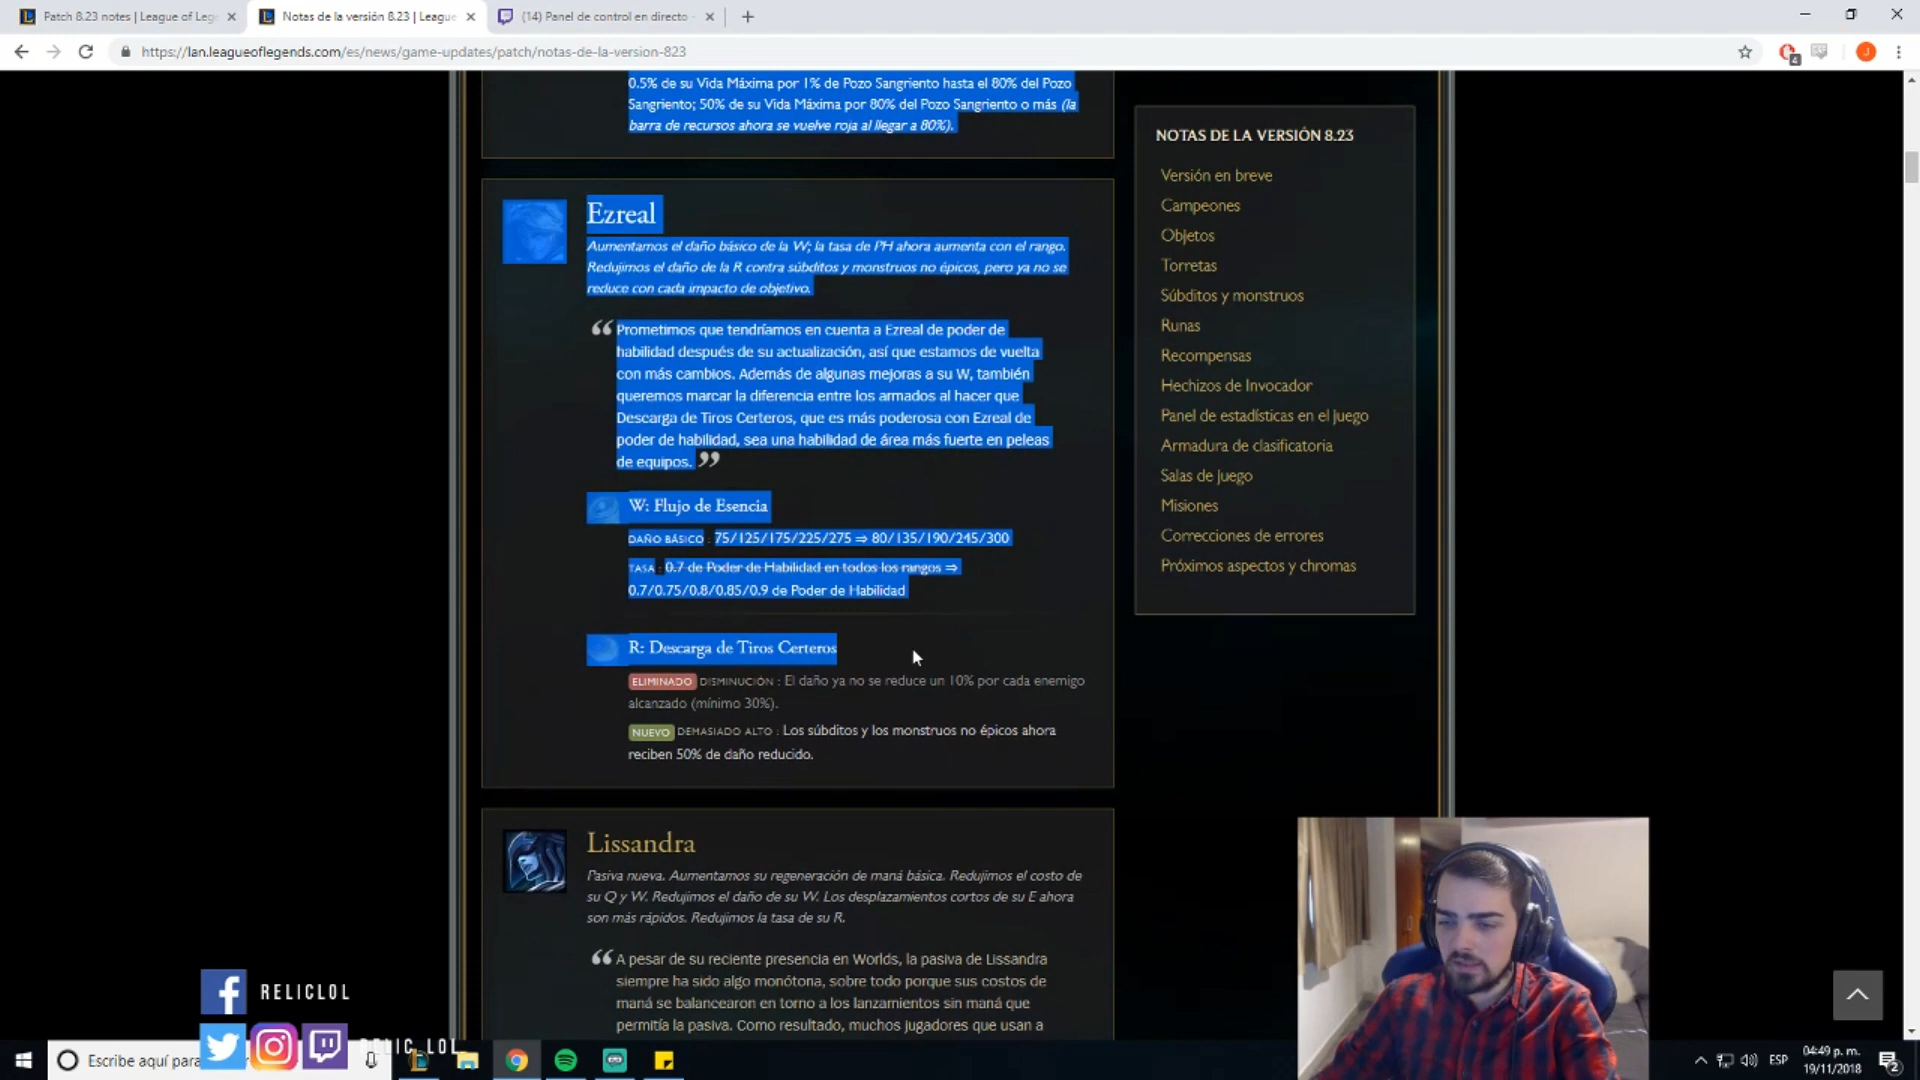 Patch 8.23 notes | League of Leg
Notas de la versión 8.23 | League
(14) Panel de control en directo
https://lan.leagueoflegends.com/es/news/game-updates/patch/notas-de-la-version-823
4
J
0.5% de su Vida Máxima por 1% de Pozo Sangriento hasta el 80% del Pozo
Sangriento; 50% de su Vida Máxima por 80% del Pozo Sangriento o más (la
barra de recursos ahora se vuelve roja al llegar a 80%).
Ezreal
Aumentamos el daño básico de la W; la tasa de PH ahora aumenta con el rango.
Redujimos el daño de la R contra súbditos y monstruos no épicos, pero ya no se
reduce con cada impacto de objetivo.
“ Prometimos que tendríamos en cuenta a Ezreal de poder de
habilidad después de su actualización, así que estamos de vuelta
con más cambios. Además de algunas mejoras a su W, también
queremos marcar la diferencia entre los armados al hacer que
Descarga de Tiros Certeros, que es más poderosa con Ezreal de
poder de habilidad, sea una habilidad de área más fuerte en peleas
de equipos. ”
W: Flujo de Esencia
DAÑO BÁSICO : 75/125/175/225/275 ⇒ 80/135/190/245/300
TASA : 0.7 de Poder de Habilidad en todos los rangos ⇒
0.7/0.75/0.8/0.85/0.9 de Poder de Habilidad
R: Descarga de Tiros Certeros
ELIMINADO DISMINUCIÓN : El daño ya no se reduce un 10% por cada enemigo
alcanzado (mínimo 30%).
NUEVO DEMASIADO ALTO : Los súbditos y los monstruos no épicos ahora
reciben 50% de daño reducido.
Lissandra
Pasiva nueva. Aumentamos su regeneración de maná básica. Redujimos el costo de
su Q y W. Redujimos el daño de su W. Los desplazamientos cortos de su E ahora
son más rápidos. Redujimos la tasa de su R.
“ A pesar de su reciente presencia en Worlds, la pasiva de Lissandra
siempre ha sido algo monótona, sobre todo porque sus costos de
maná se balancearon en torno a los lanzamientos sin maná que
permitía la pasiva. Como resultado, muchos jugadores que usan a
NOTAS DE LA VERSIÓN 8.23
Versión en breve
Campeones
Objetos
Torretas
Súbditos y monstruos
Runas
Recompensas
Hechizos de Invocador
Panel de estadísticas en el juego
Armadura de clasificatoria
Salas de juego
Misiones
Correcciones de errores
Próximos aspectos y chromas
RELICLOL
RELIC_LOL
Escribe aquí para
ESP
04:49 p. m.
19/11/2018
2